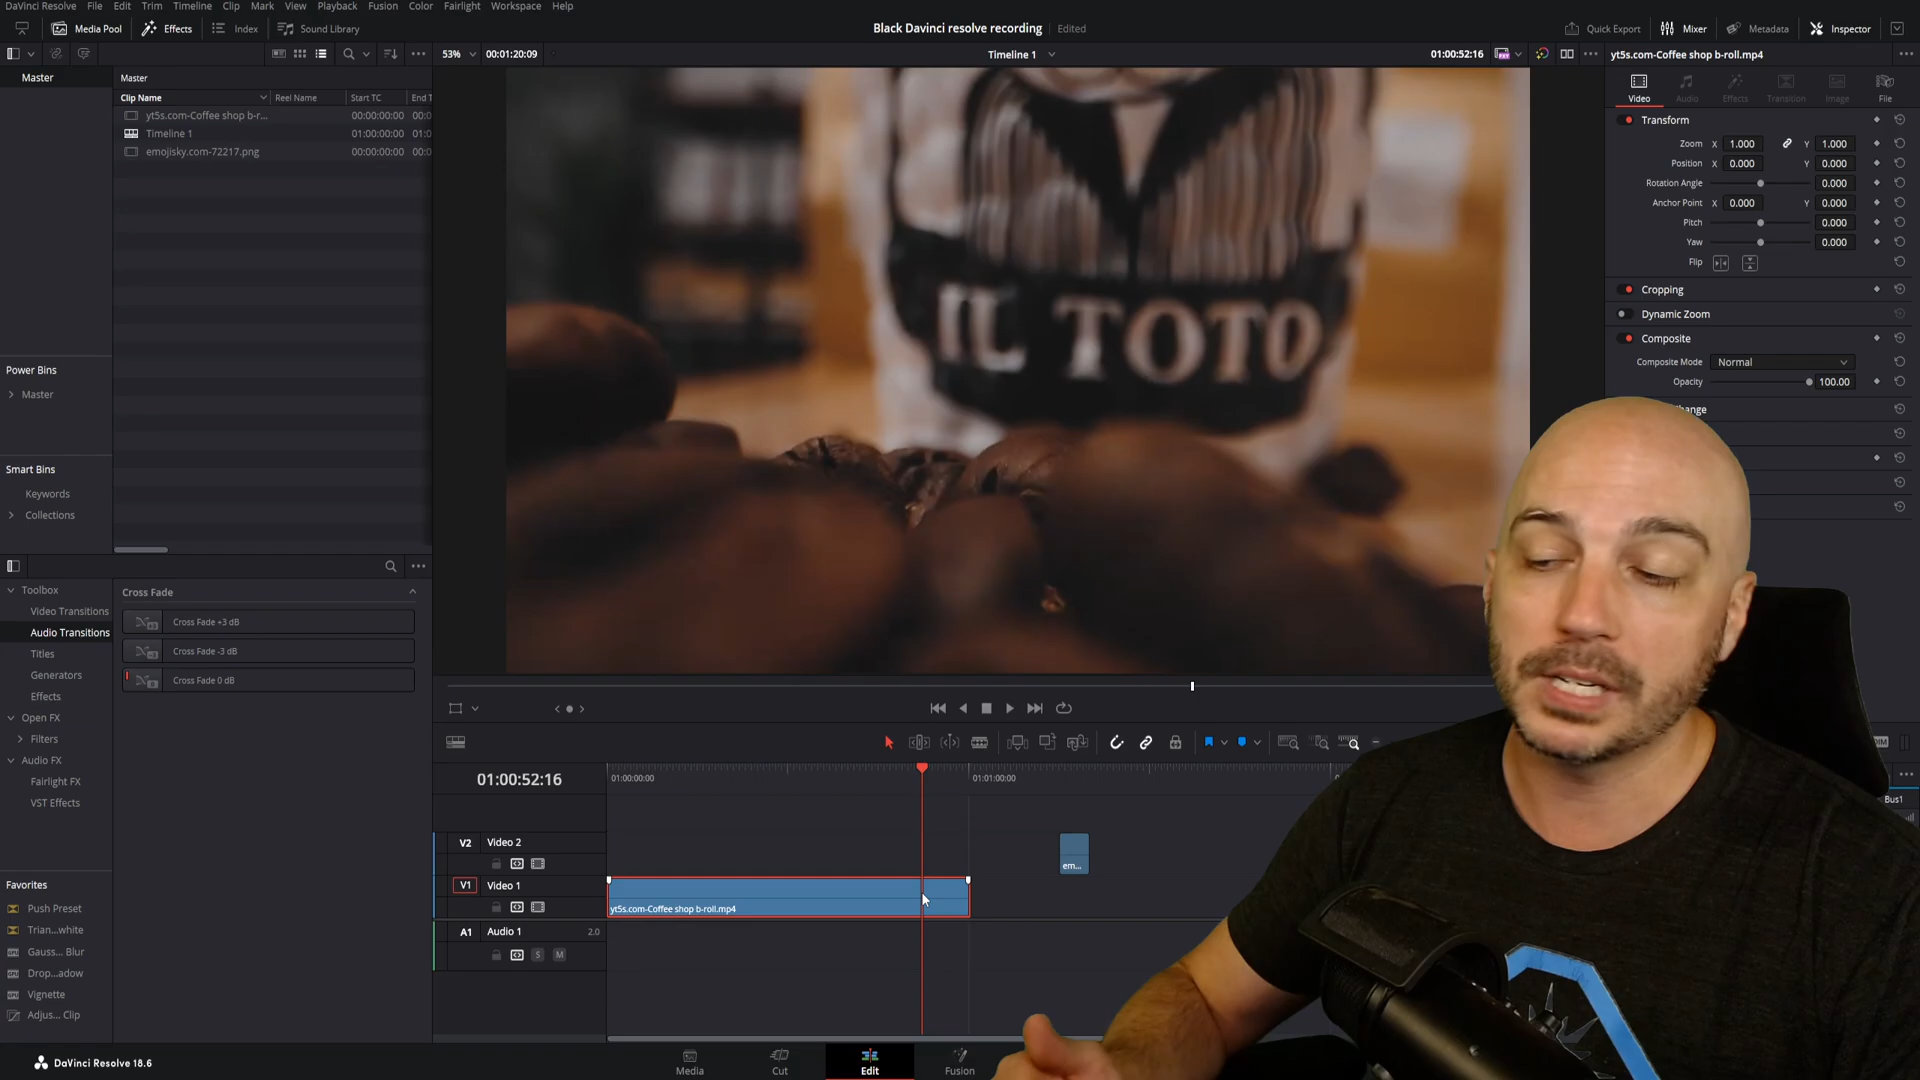 DaVinci Resolve File Edit Trim Timeline Clip Mark View Playback Fusion Color Fairlight Workspace Help
Media Pool Effects Index Sound Library Black Davinci resolve recording Edited Quick Export Mixer Metadata Inspector
53% 00:01:20:09 Timeline 1 01:00:52:16 yt5s.com-Coffee shop b-roll.mp4
Master
Master
Clip Name Reel Name Start TC End T
yt5s.com-Coffee shop b-r... 00:00:00:00 00:0
Timeline 1 01:00:00:00 01:0
emojisky.com-72217.png 00:00:00:00 00:0
Power Bins
Master
Smart Bins
Keywords
Collections
IL TOTO
Video Audio Effects Transition Image File
Transform
Zoom X 1.000 Y 1.000
Position X 0.000 Y 0.000
Rotation Angle 0.000
Anchor Point X 0.000 Y 0.000
Pitch 0.000
Yaw 0.000
Flip
Cropping
Dynamic Zoom
Composite
Composite Mode Normal
Opacity 100.00
Toolbox
Video Transitions
Audio Transitions
Titles
Generators
Effects
Open FX
Filters
Audio FX
Fairlight FX
VST Effects
Cross Fade
Cross Fade +3 dB
Cross Fade -3 dB
Cross Fade 0 dB
Favorites
Push Preset
Trian...white
Gauss... Blur
Drop...adow
Vignette
Adjus... Clip
01:00:52:16 01:00:00:00 01:01:00:00
V2 Video 2
em...
V1 Video 1
yt5s.com-Coffee shop b-roll.mp4
A1 Audio 1 2.0
S M
DIM
Bus1
DaVinci Resolve 18.6
Media Cut Edit Fusion